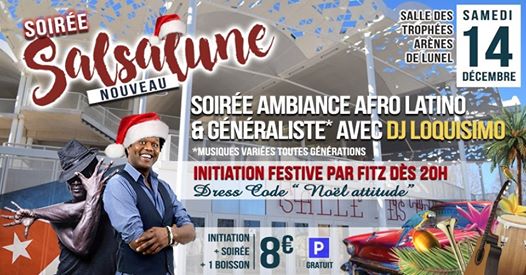 SOIRÉE
Salsalune
NOUVEAU
SALLE DES
TROPHÉES
ARÈNES
DE LUNEL
SAMEDI
14
DÉCEMBRE
SOIRÉE AMBIANCE AFRO LATINO
& GÉNÉRALISTE* AVEC DJ LOQUISIMO
*MUSIQUES VARIÉES TOUTES GÉNÉRATIONS
INITIATION FESTIVE PAR FITZ DÈS 20H
Dress Code " Noël attitude"
SALLE
INITIATION
+ SOIRÉE
+ 1 BOISSON
8€
P
GRATUIT